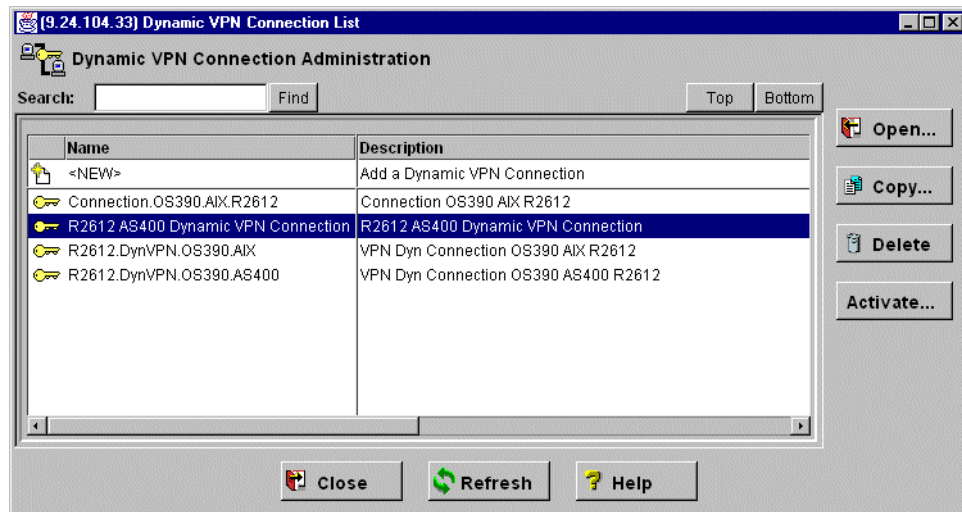 (9.24.104.33) Dynamic VPN Connection List
Dynamic VPN Connection Administration
Search: Find Top Bottom
Name Description
<NEW> Add a Dynamic VPN Connection
Connection.OS390.AIX.R2612 Connection OS390 AIX R2612
R2612 AS400 Dynamic VPN Connection R2612 AS400 Dynamic VPN Connection
R2612.DynVPN.OS390.AIX VPN Dyn Connection OS390 AIX R2612
R2612.DynVPN.OS390.AS400 VPN Dyn Connection OS390 AS400 R2612
Open...
Copy...
Delete
Activate...
Close Refresh Help